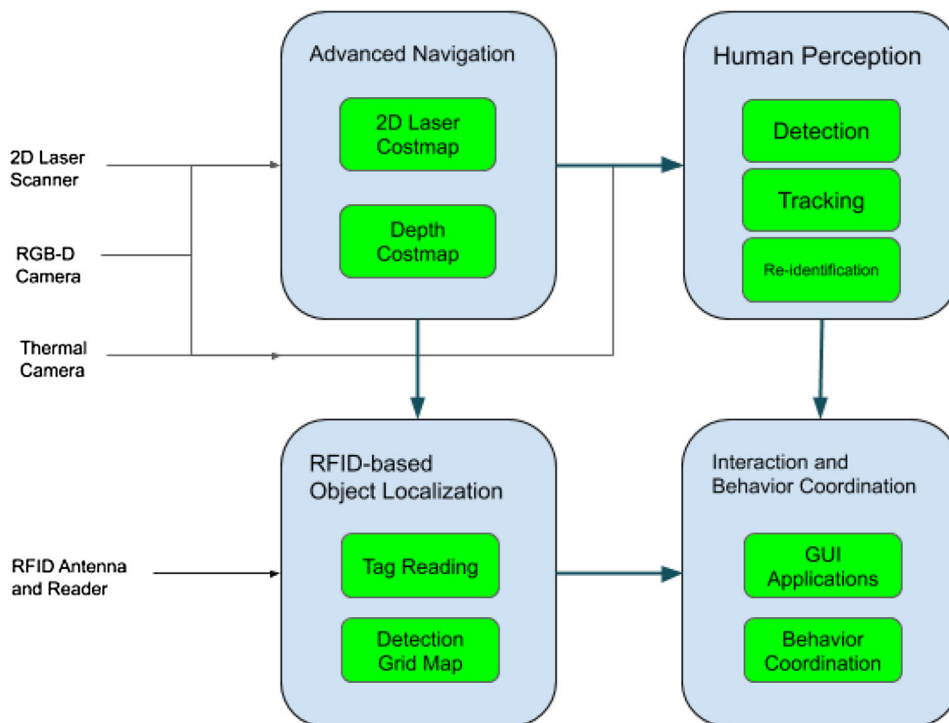 Advanced Navigation
2D Laser
Costmap
Depth
Costmap
Human Perception
Detection
Tracking
Re-identification
2D Laser
Scanner
RGB-D
Camera
Thermal
Camera
RFID-based
Object Localization
Tag Reading
Detection
Grid Map
Interaction and
Behavior Coordination
GUI
Applications
Behavior
Coordination
RFID Antenna
and Reader